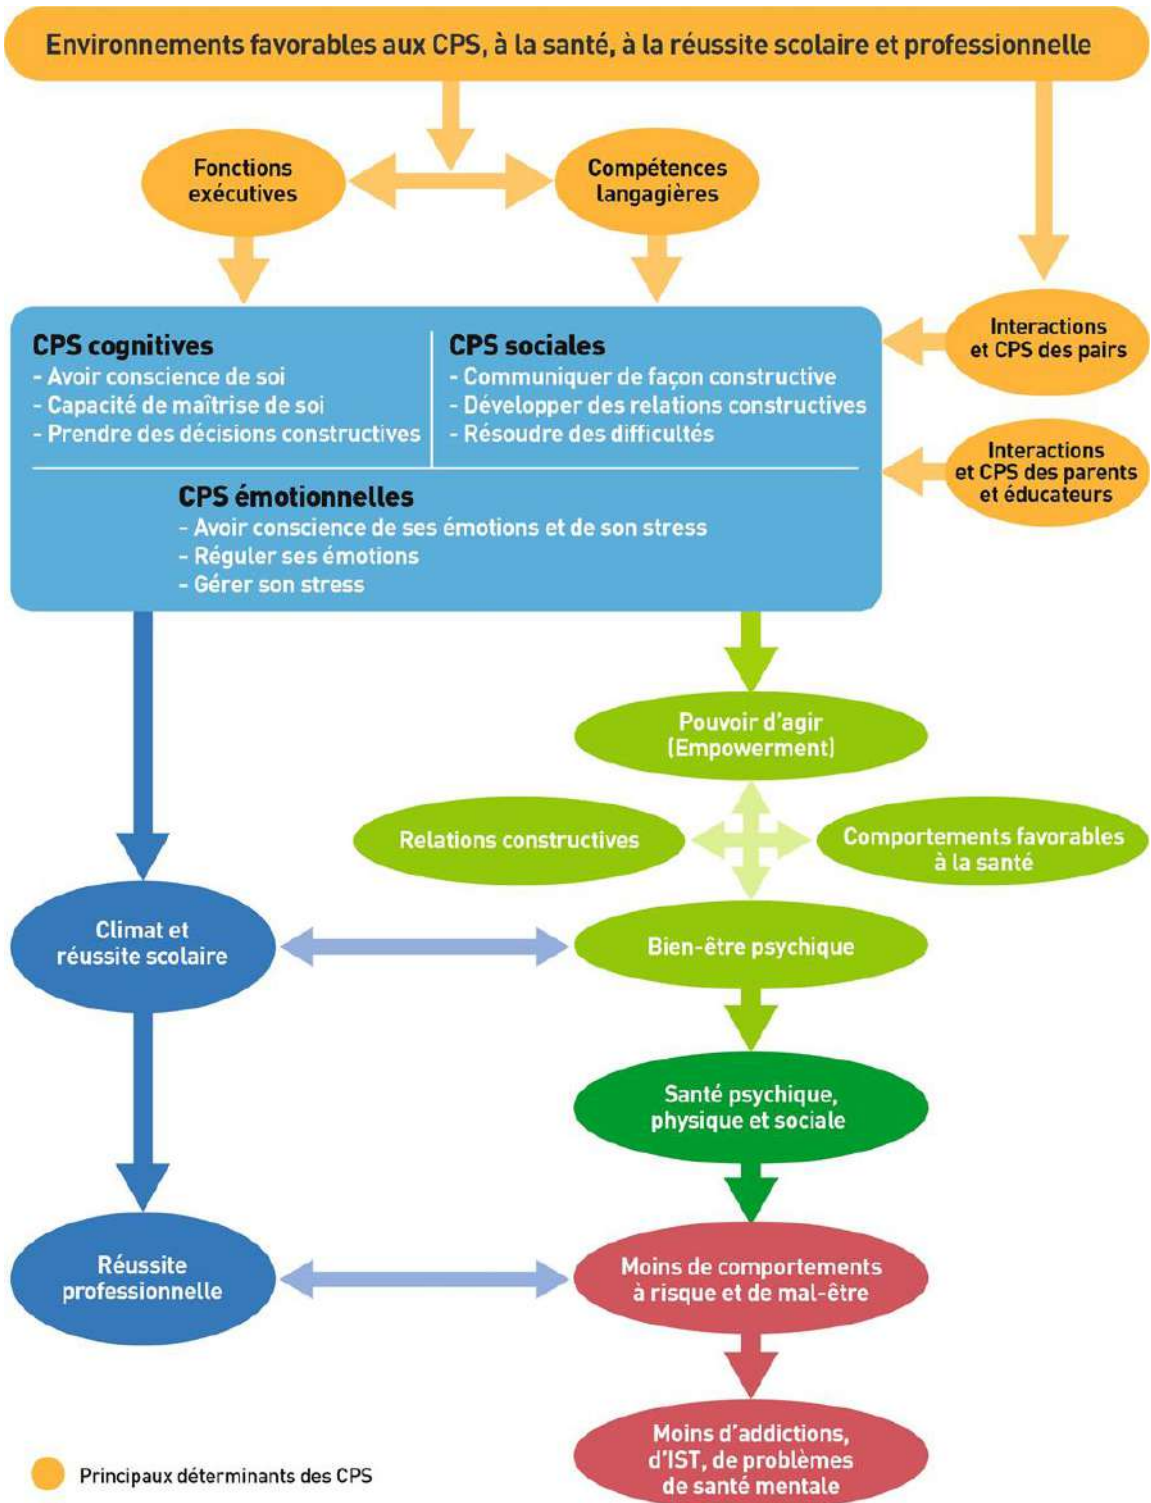 Environnements favorables aux CPS, à la santé, à la réussite scolaire et professionnelle
Fonctions
exécutives
Compétences
langagières
Interactions
et CPS des pairs
CPS cognitives
- Avoir conscience de soi
- Capacité de maîtrise de soi
- Prendre des décisions constructives
CPS sociales
- Communiquer de façon constructive
- Développer des relations constructives
- Résoudre des difficultés
Interactions
et CPS des parents
et éducateurs
CPS émotionnelles
- Avoir conscience de ses émotions et de son stress
- Réguler ses émotions
- Gérer son stress
Pouvoir d'agir
(Empowerment)
Relations constructives
Comportements favorables
à la santé
Climat et
réussite scolaire
Bien-être psychique
Santé psychique,
physique et sociale
Réussite
professionnelle
Moins de comportements
à risque et de mal-être
Moins d'addictions,
d'IST, de problèmes
de santé mentale
Principaux déterminants des CPS